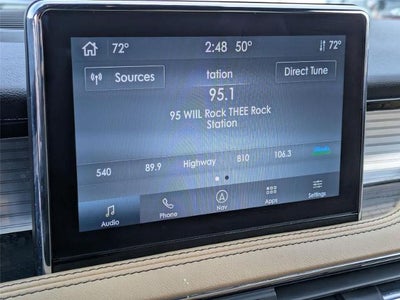 72° 2:48 50° 72°
Sources tation Direct Tune
95.1
95 WIIL Rock THEE Rock
Station
540 89.9 Highway 810 106.3
Audio Phone Nav Apps Settings